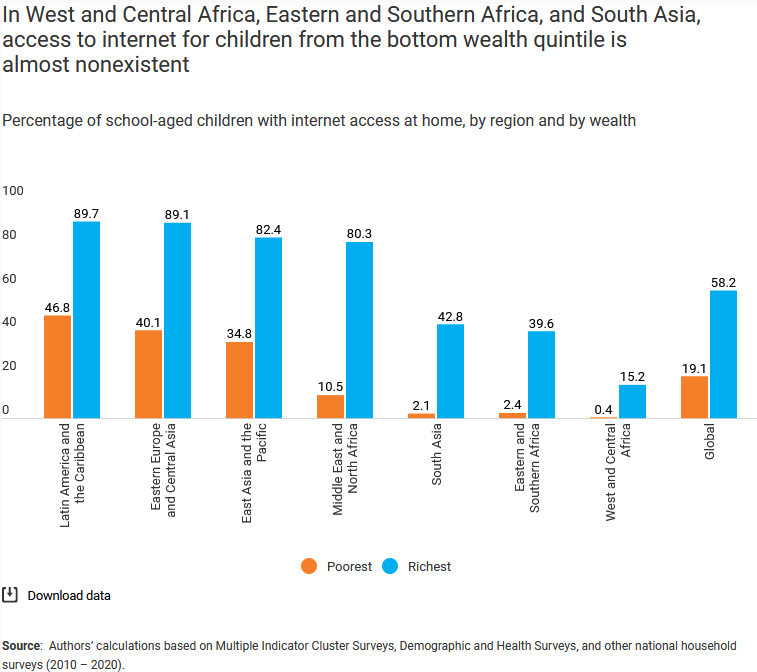 In West and Central Africa, Eastern and Southern Africa, and South Asia,
access to internet for children from the bottom wealth quintile is
almost nonexistent
Percentage of school-aged children with internet access at home, by region and by wealth
100
80
60
40
20
0
46.8
89.7
40.1
89.1
34.8
82.4
10.5
80.3
2.1
42.8
2.4
39.6
0.4
15.2
19.1
58.2
Latin America and
the Caribbean
Eastern Europe
and Central Asia
East Asia and the
Pacific
Middle East and
North Africa
South Asia
Eastern and
Southern Africa
West and Central
Africa
Global
Poorest
Richest
Download data
Source:  Authors’ calculations based on Multiple Indicator Cluster Surveys, Demographic and Health Surveys, and other national household
surveys (2010 – 2020).